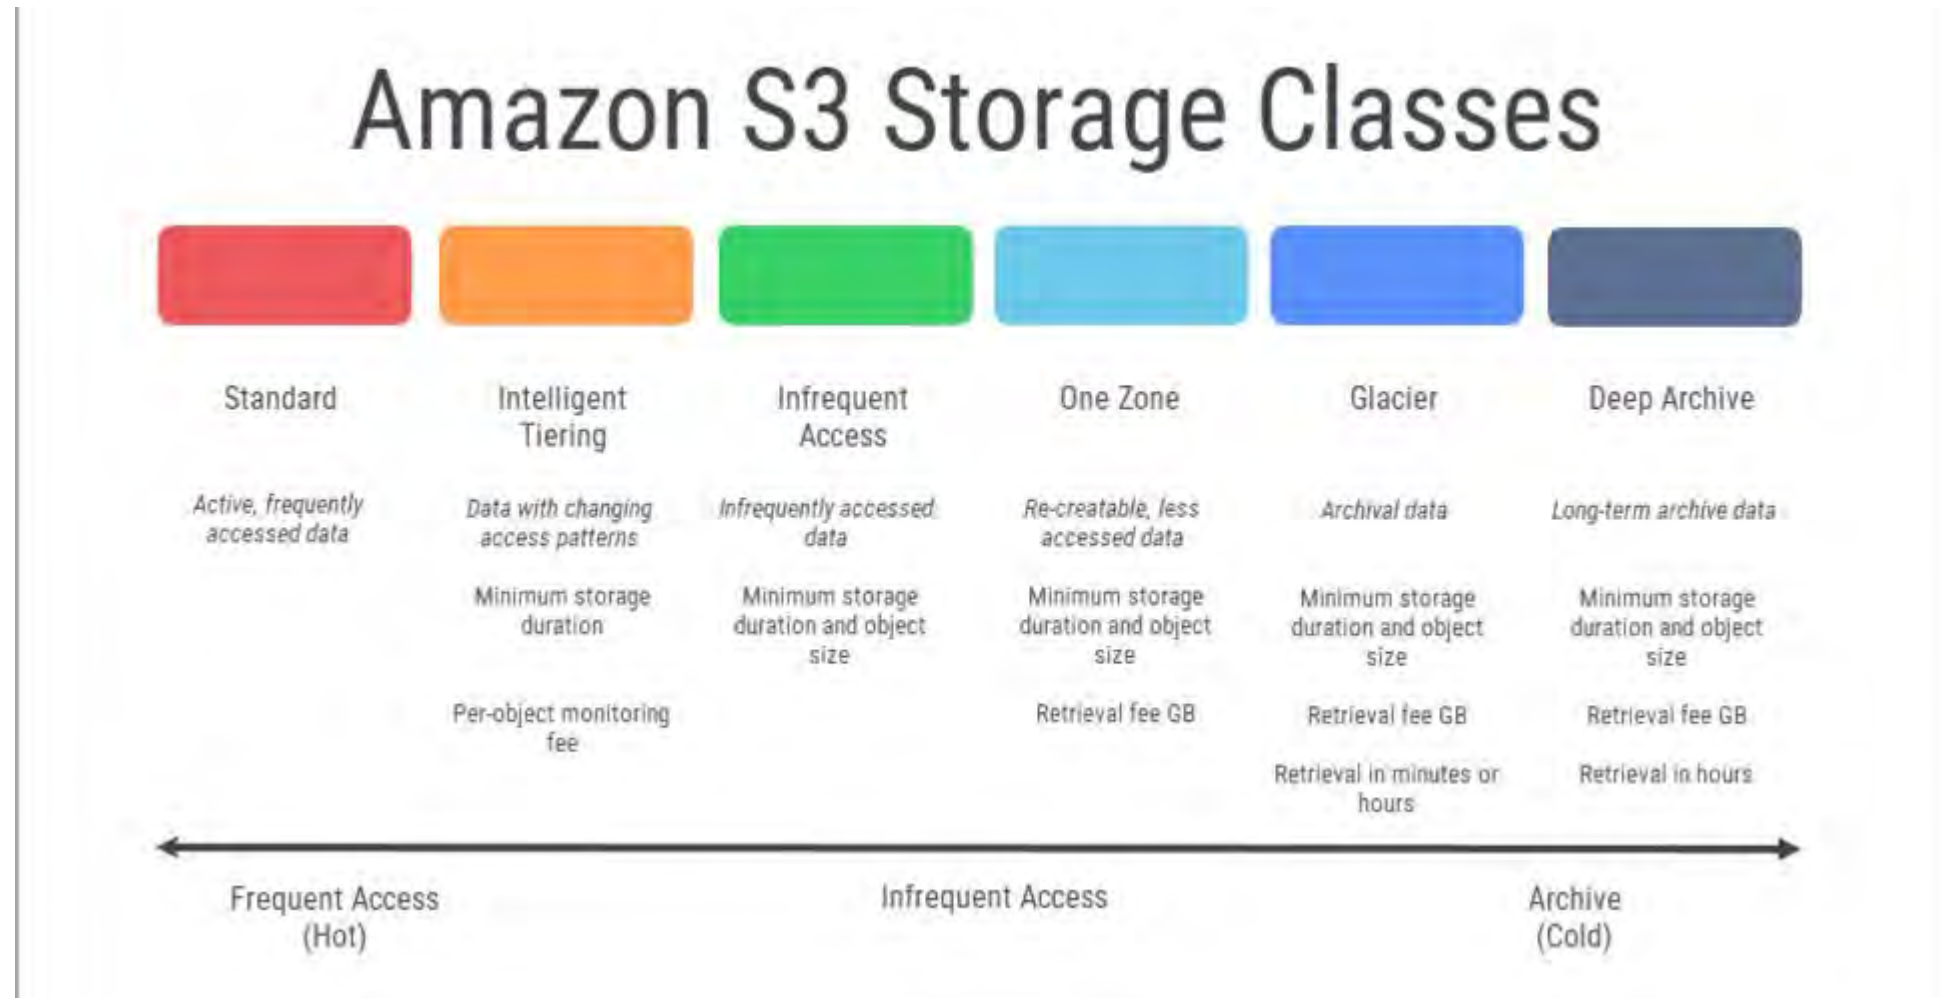 Amazon S3 Storage Classes
Standard
Intelligent
Tiering
Infrequent
Access
One Zone
Glacier
Deep Archive
Active, frequently
accessed data
Data with changing
access patterns
Infrequently accessed
data
Re-creatable, less
accessed data
Archival data
Long-term archive data
Minimum storage
duration
Minimum storage
duration and object
size
Minimum storage
duration and object
size
Minimum storage
duration and object
size
Minimum storage
duration and object
size
Per-object monitoring
fee
Retrieval fee GB
Retrieval fee GB
Retrieval fee GB
Retrieval in minutes or
hours
Retrieval in hours
Frequent Access
(Hot)
Infrequent Access
Archive
(Cold)